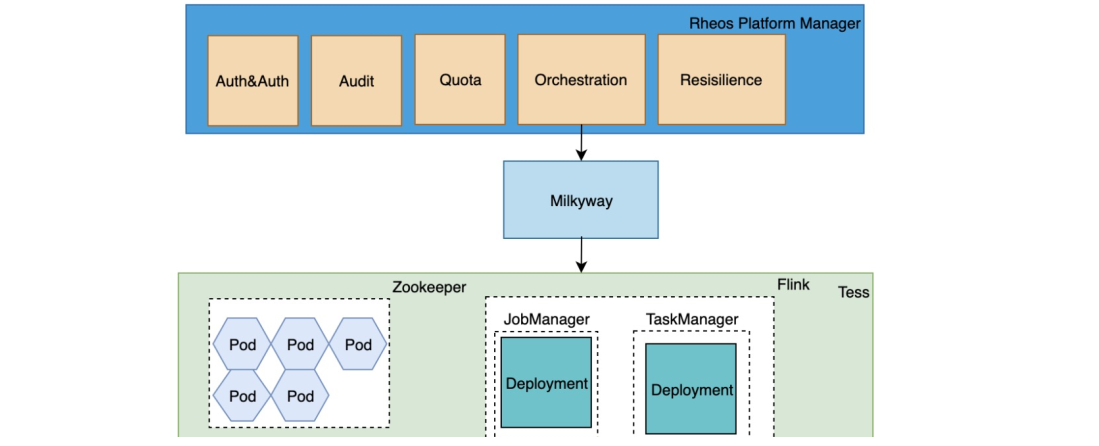 Rheos Platform Manager
Auth&Auth
Audit
Quota
Orchestration
Resisilience
Milkyway
Zookeeper
Flink
Tess
JobManager
TaskManager
Pod
Pod
Pod
Pod
Pod
Deployment
Deployment